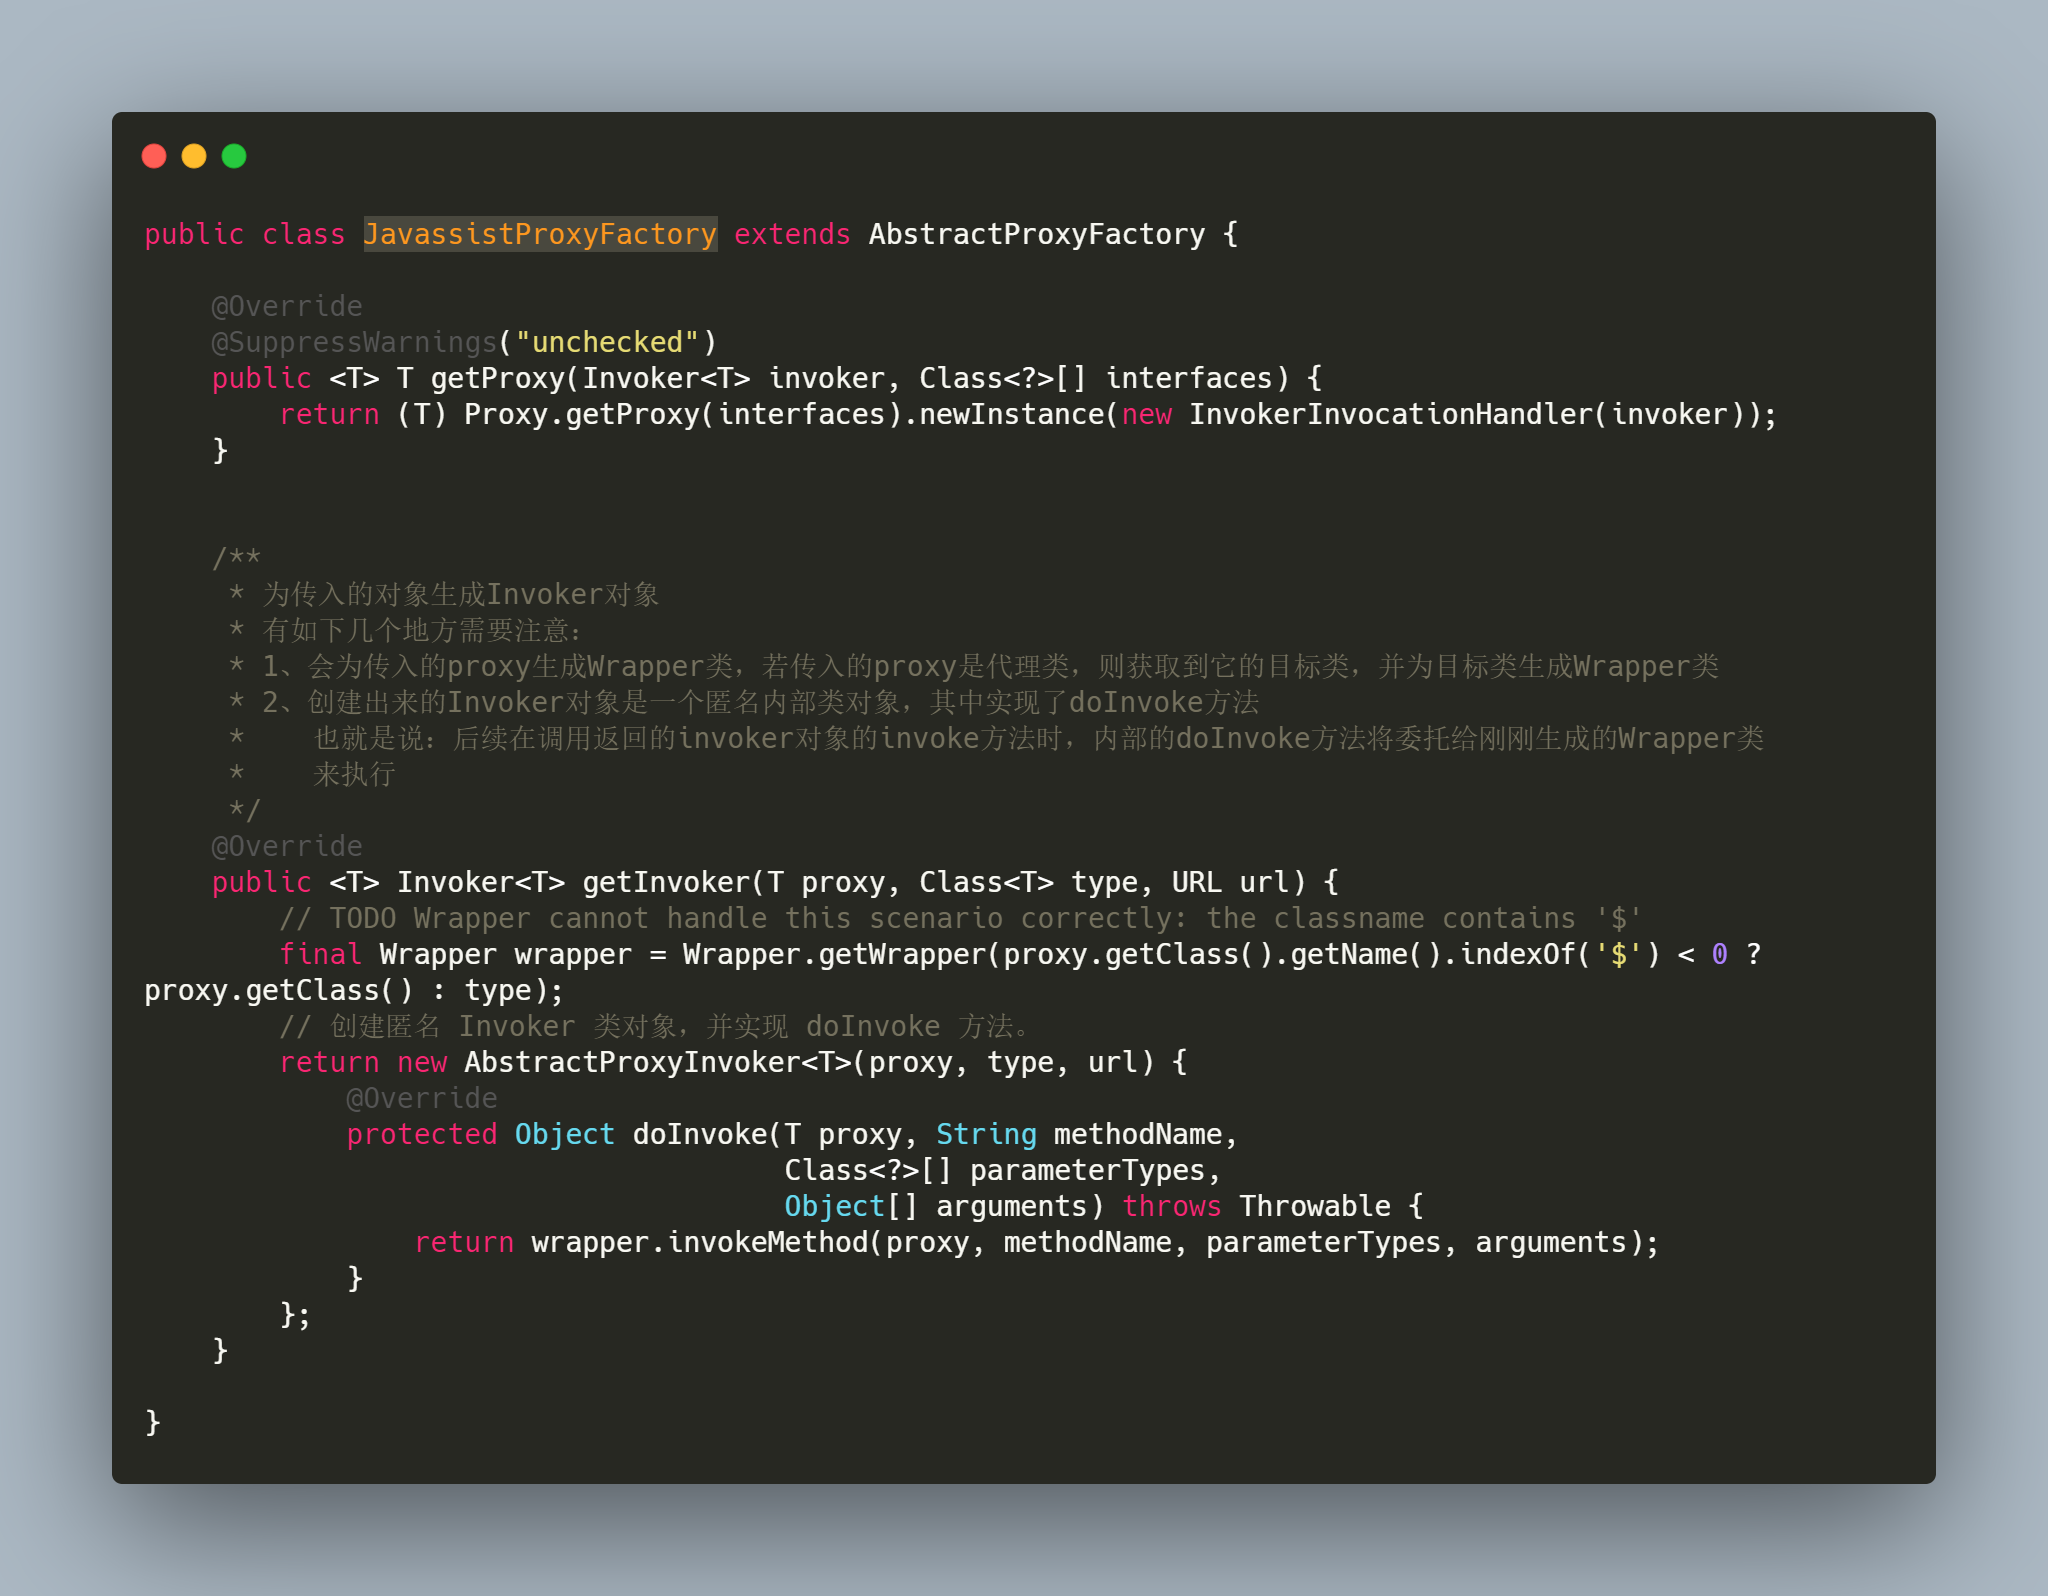 public class JavassistProxyFactory extends AbstractProxyFactory {
@Override
@SuppressWarnings("unchecked")
public <T> T getProxy(Invoker<T> invoker, Class<?>[] interfaces) {
return (T) Proxy.getProxy(interfaces).newInstance(new InvokerInvocationHandler(invoker));
}
/**
* 为传入的对象生成Invoker对象
* 有如下几个地方需要注意：
* 1、会为传入的proxy生成Wrapper类，若传入的proxy是代理类，则获取到它的目标类，并为目标类生成Wrapper类
* 2、创建出来的Invoker对象是一个匿名内部类对象，其中实现了doInvoke方法
* 也就是说：后续在调用返回的invoker对象的invoke方法时，内部的doInvoke方法将委托给刚刚生成的Wrapper类
* 来执行
*/
@Override
public <T> Invoker<T> getInvoker(T proxy, Class<T> type, URL url) {
// TODO Wrapper cannot handle this scenario correctly: the classname contains '$'
final Wrapper wrapper = Wrapper.getWrapper(proxy.getClass().getName().indexOf('$') < 0 ?
proxy.getClass() : type);
// 创建匿名 Invoker 类对象，并实现 doInvoke 方法。
return new AbstractProxyInvoker<T>(proxy, type, url) {
@Override
protected Object doInvoke(T proxy, String methodName,
Class<?>[] parameterTypes,
Object[] arguments) throws Throwable {
return wrapper.invokeMethod(proxy, methodName, parameterTypes, arguments);
}
};
}
}